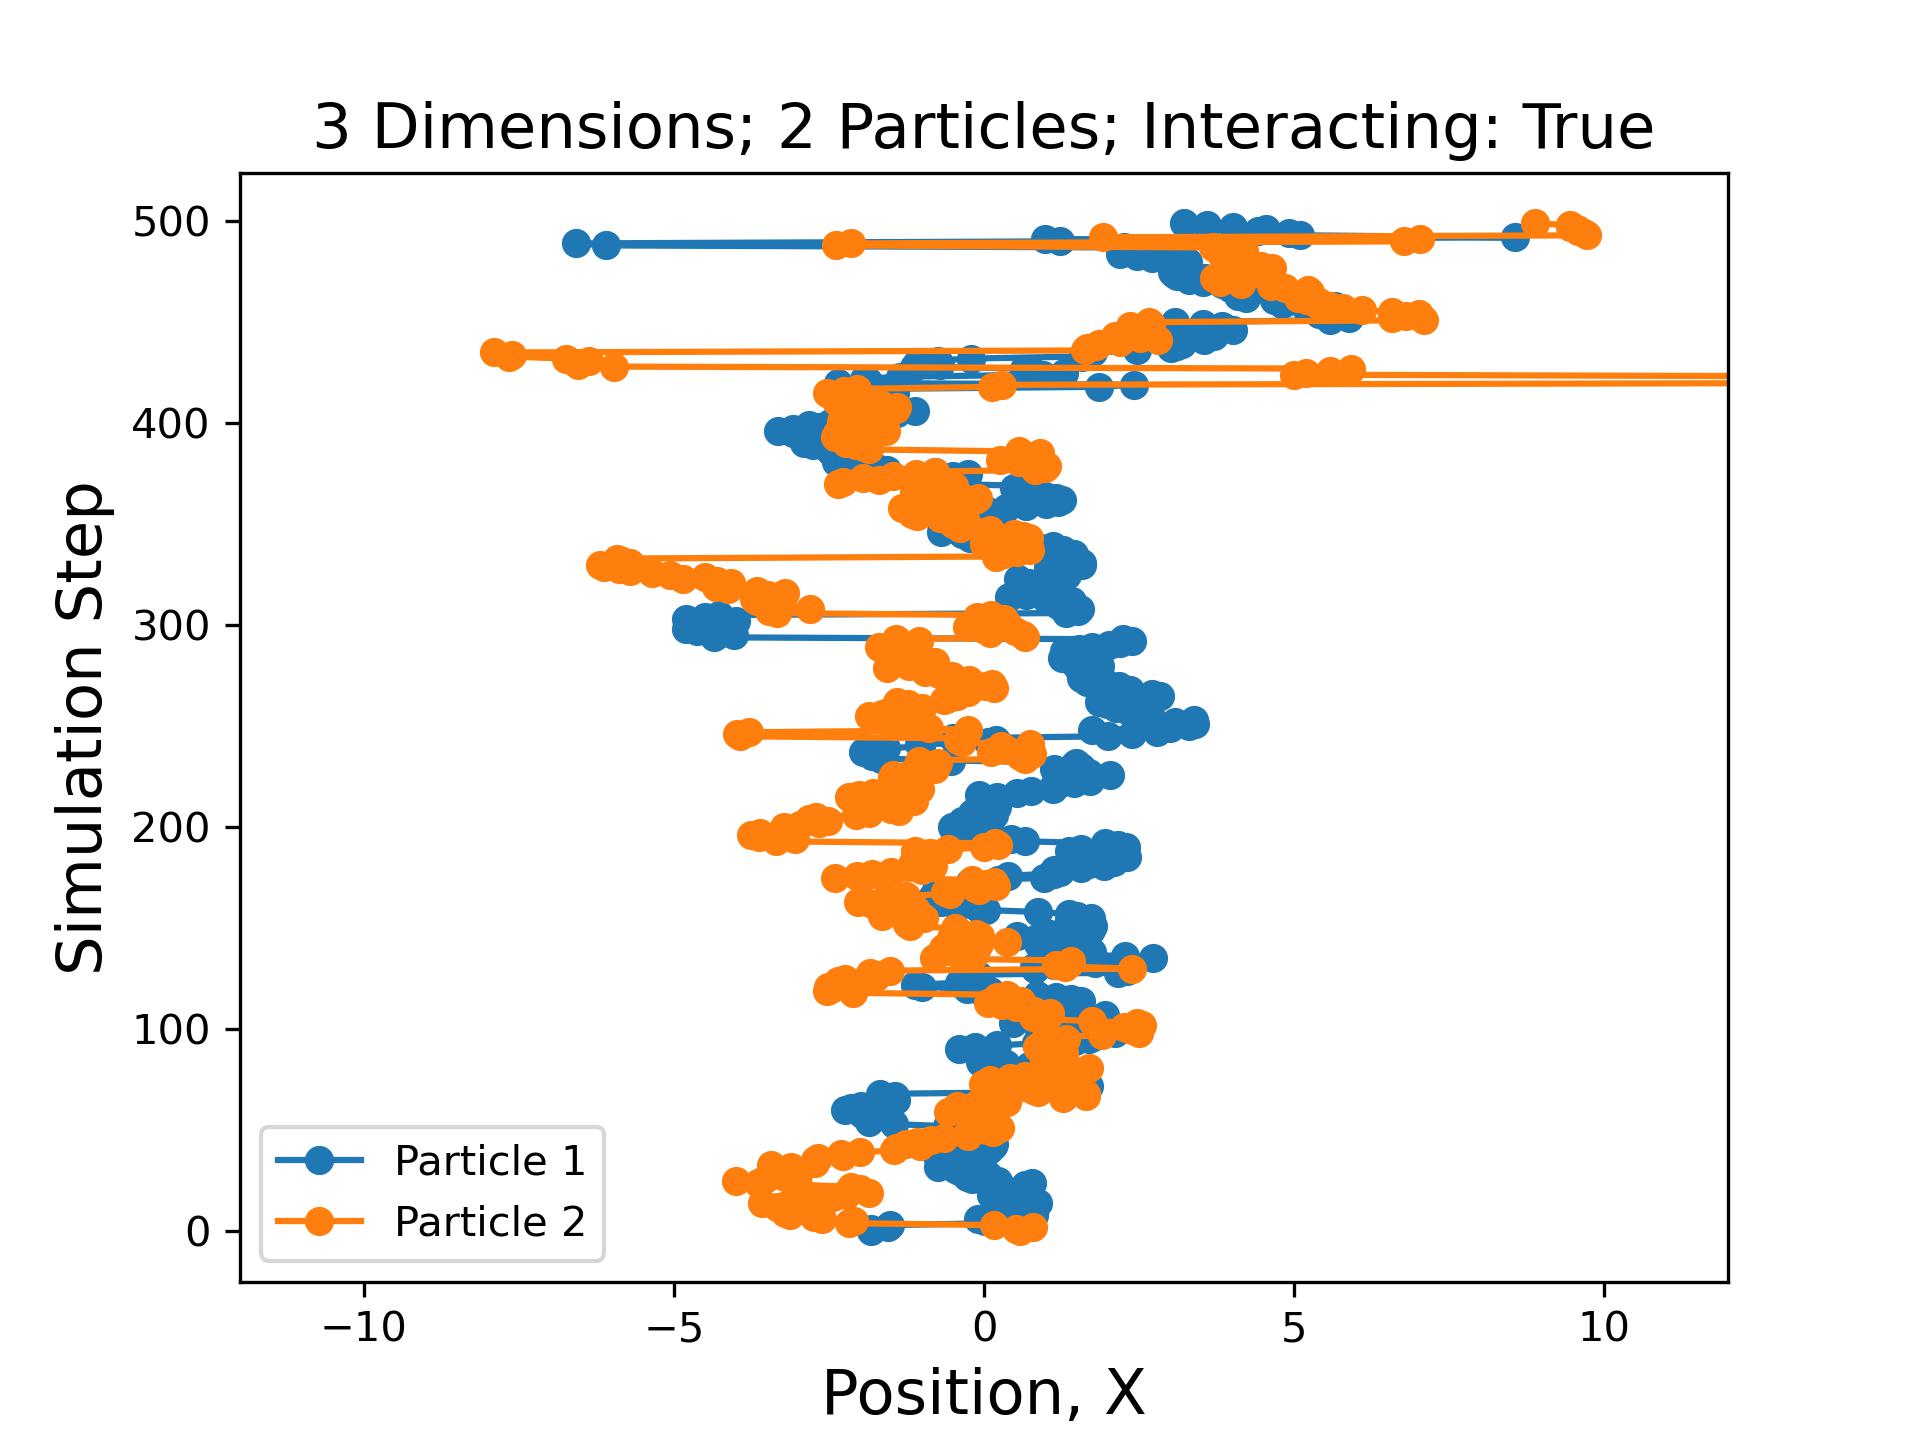 3 Dimensions; 2 Particles; Interacting: True
Simulation Step
500
400
300
200
100
0
Particle 1
Particle 2
−10
−5
0
5
10
Position, X